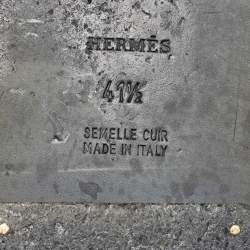 HERMÈS
41½
SEMELLE CUIR
MADE IN ITALY